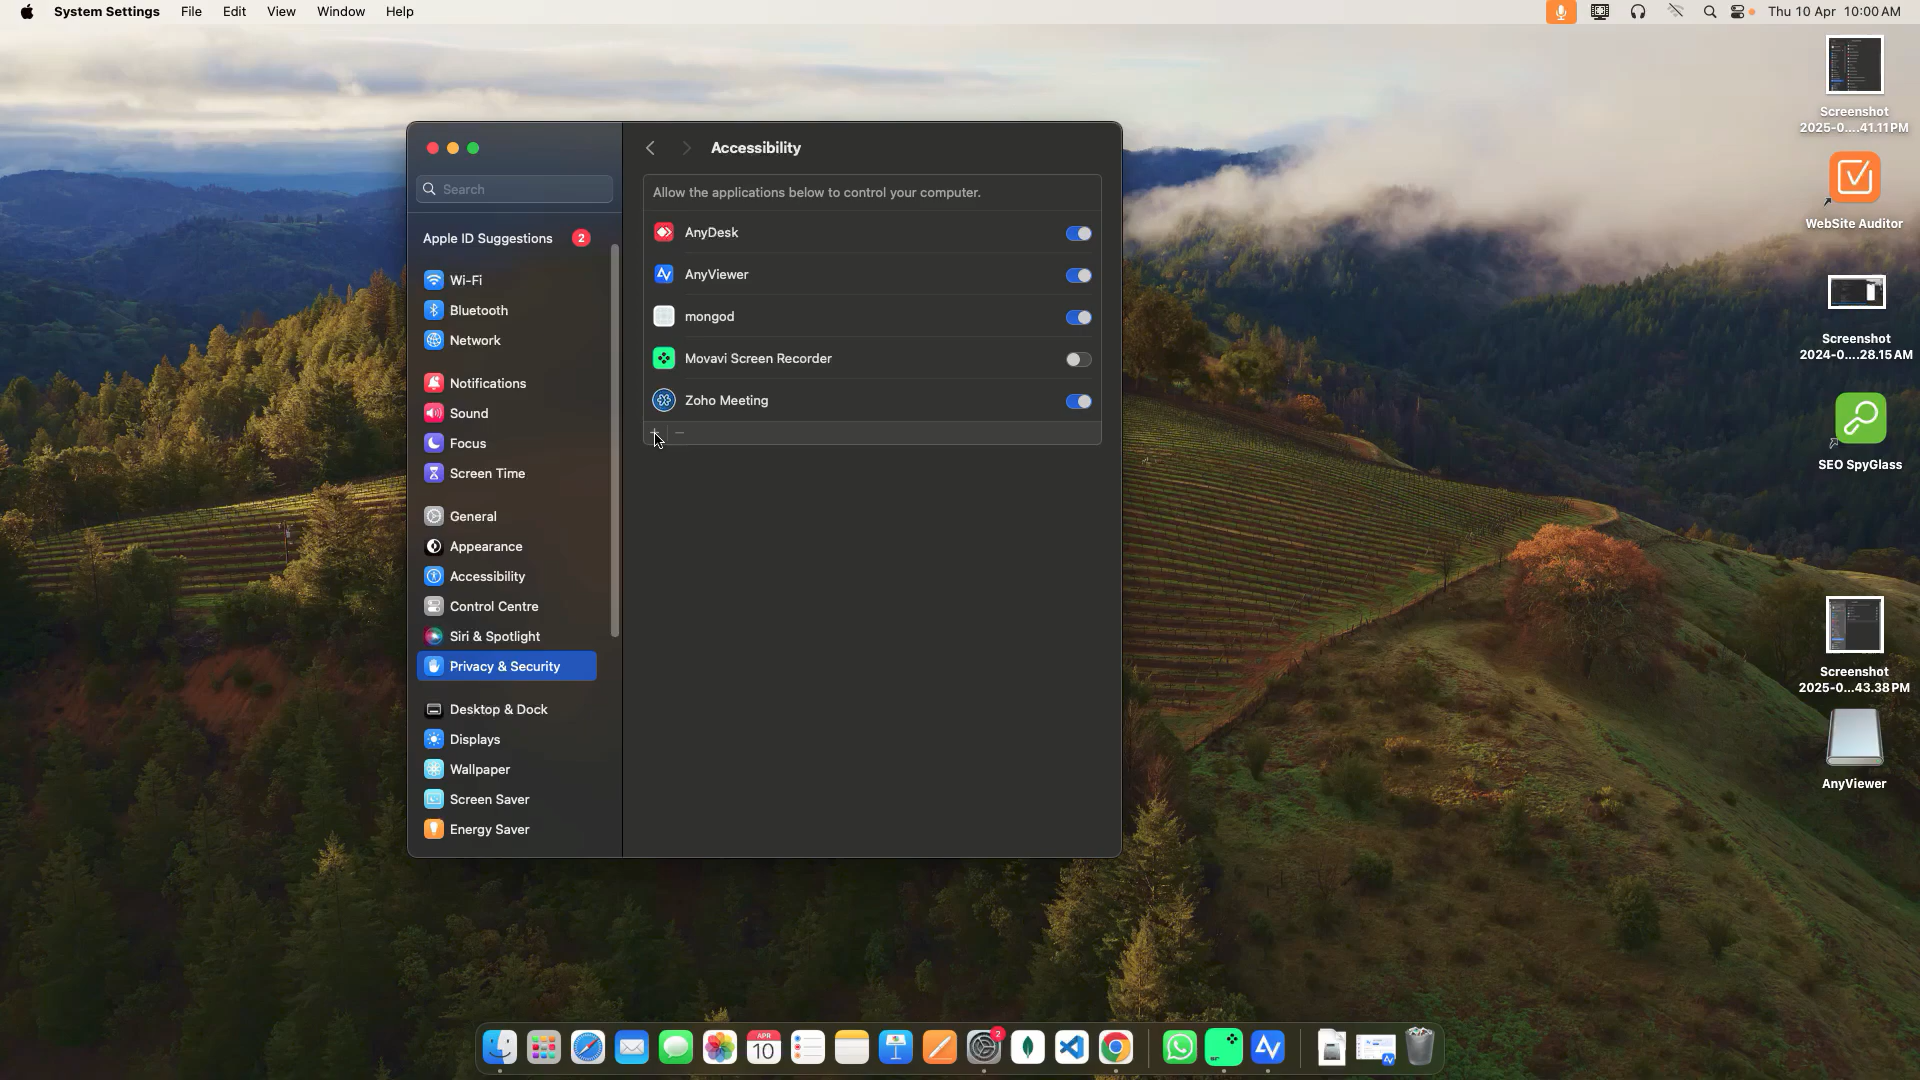 System Settings File Edit View Window Help
Thu 10 Apr 10:00 AM
Accessibility
Search
Allow the applications below to control your computer.
AnyDesk
AnyViewer
mongod
Movavi Screen Recorder
Zoho Meeting
Apple ID Suggestions 2
Wi-Fi
Bluetooth
Network
Notifications
Sound
Focus
Screen Time
General
Appearance
Accessibility
Control Centre
Siri & Spotlight
Privacy & Security
Desktop & Dock
Displays
Wallpaper
Screen Saver
Energy Saver
Screenshot
2025-0....41.11 PM
WebSite Auditor
Screenshot
2024-0....28.15 AM
SEO SpyGlass
Screenshot
2025-0...43.38 PM
AnyViewer
APR
10
2